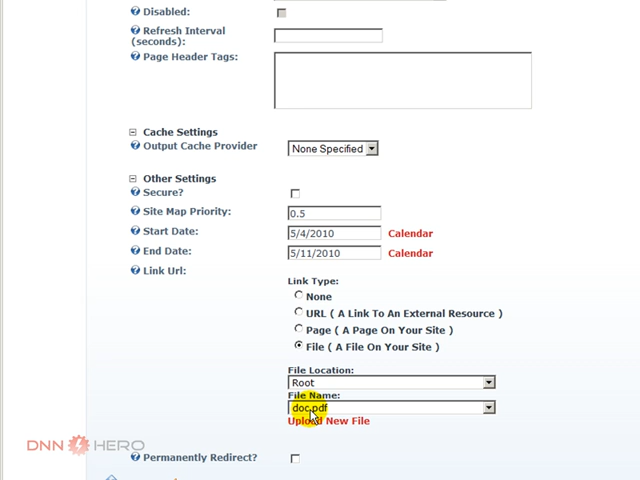 Disabled:
Refresh Interval
(seconds):
Page Header Tags:
Cache Settings
Output Cache Provider
None Specified
Other Settings
Secure?
Site Map Priority:
0.5
Start Date:
5/4/2010
Calendar
End Date:
5/11/2010
Calendar
Link Url:
Link Type:
None
URL ( A Link To An External Resource )
Page ( A Page On Your Site )
File ( A File On Your Site )
File Location:
Root
File Name:
doc.pdf
Upload New File
DNN HERO
Permanently Redirect?